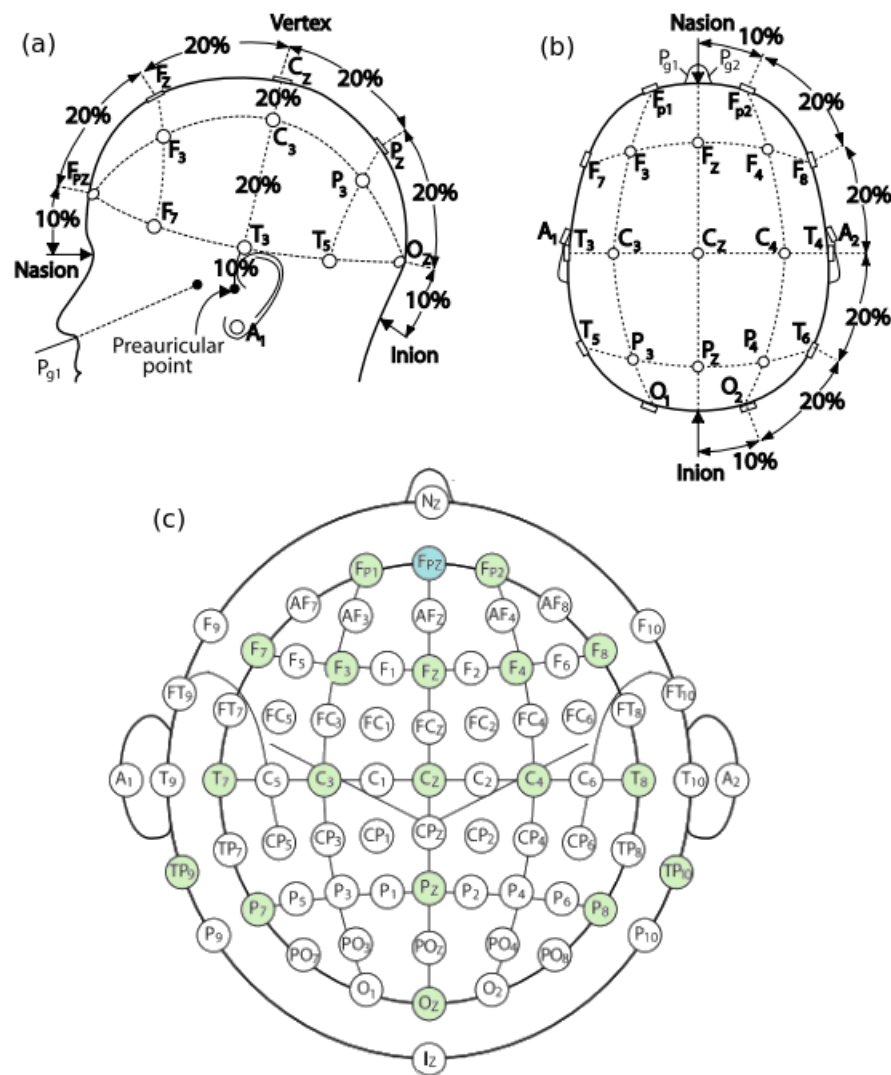 (a)
Vertex
20%
20%
FZ
CZ
20%
20%
20%
C3
F3
PZ
20%
FPZ
20%
P3
F7
10%
T3
T5
OZ
Nasion
10%
10%
A1
Preauricular
point
Inion
Pg1
(b)
Nasion
10%
Pg1
Pg2
Fp1
Fp2
20%
F7
F3
FZ
F4
F8
20%
A1
T3
C3
CZ
C4
T4
A2
20%
T5
P3
PZ
P4
T6
O1
O2
20%
Inion
10%
(c)
NZ
FP1
FPZ
FP2
AF7
AF3
AFZ
AF4
AF8
F9
F10
F7
F5
F3
F1
FZ
F2
F4
F6
F8
FT9
FT7
FC5
FC3
FC1
FCZ
FC2
FC4
FC6
FT8
FT10
A1
T9
T7
C5
C3
C1
CZ
C2
C4
C6
T8
T10
A2
TP9
TP7
CP5
CP3
CP1
CPZ
CP2
CP4
CP6
TP8
TP10
P9
P7
P5
P3
P1
PZ
P2
P4
P6
P8
P10
PO7
PO3
POZ
PO4
PO8
O1
OZ
O2
IZ